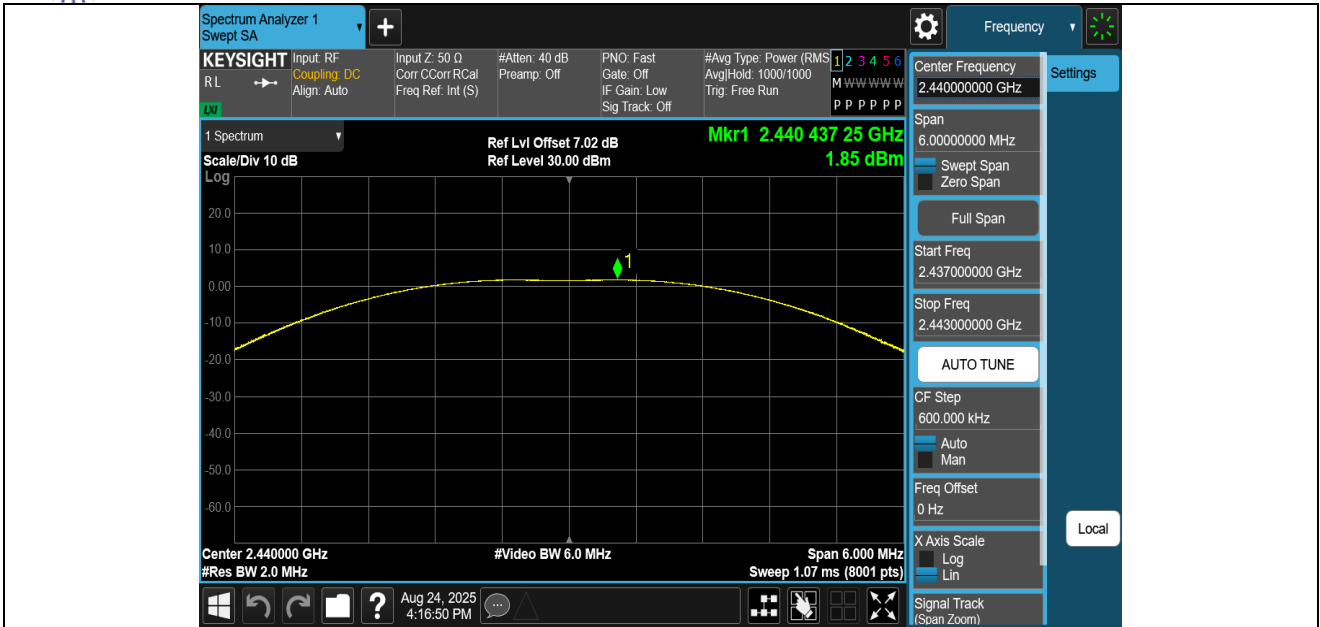 Spectrum Analyzer 1
Swept SA
Frequency
KEYSIGHT
R L
LXI
Input: RF
Coupling: DC
Align: Auto
Input Z: 50 Ω
Corr CCorr RCal
Freq Ref: Int (S)
#Atten: 40 dB
Preamp: Off
PNO: Fast
Gate: Off
IF Gain: Low
Sig Track: Off
#Avg Type: Power (RMS
Avg|Hold: 1000/1000
Trig: Free Run
1 2 3 4 5 6
M W W W W W
P P P P P P
1 Spectrum
Scale/Div 10 dB
Ref Lvl Offset 7.02 dB
Ref Level 30.00 dBm
Mkr1 2.440 437 25 GHz
1.85 dBm
Log
20.0
10.0
0.00
-10.0
-20.0
-30.0
-40.0
-50.0
-60.0
1
Center 2.440000 GHz
#Res BW 2.0 MHz
#Video BW 6.0 MHz
Span 6.000 MHz
Sweep 1.07 ms (8001 pts)
Center Frequency
2.440000000 GHz
Settings
Span
6.00000000 MHz
Swept Span
Zero Span
Full Span
Start Freq
2.437000000 GHz
Stop Freq
2.443000000 GHz
AUTO TUNE
CF Step
600.000 kHz
Auto
Man
Freq Offset
0 Hz
X Axis Scale
Log
Lin
Signal Track
(Span Zoom)
Local
?
Aug 24, 2025
4:16:50 PM